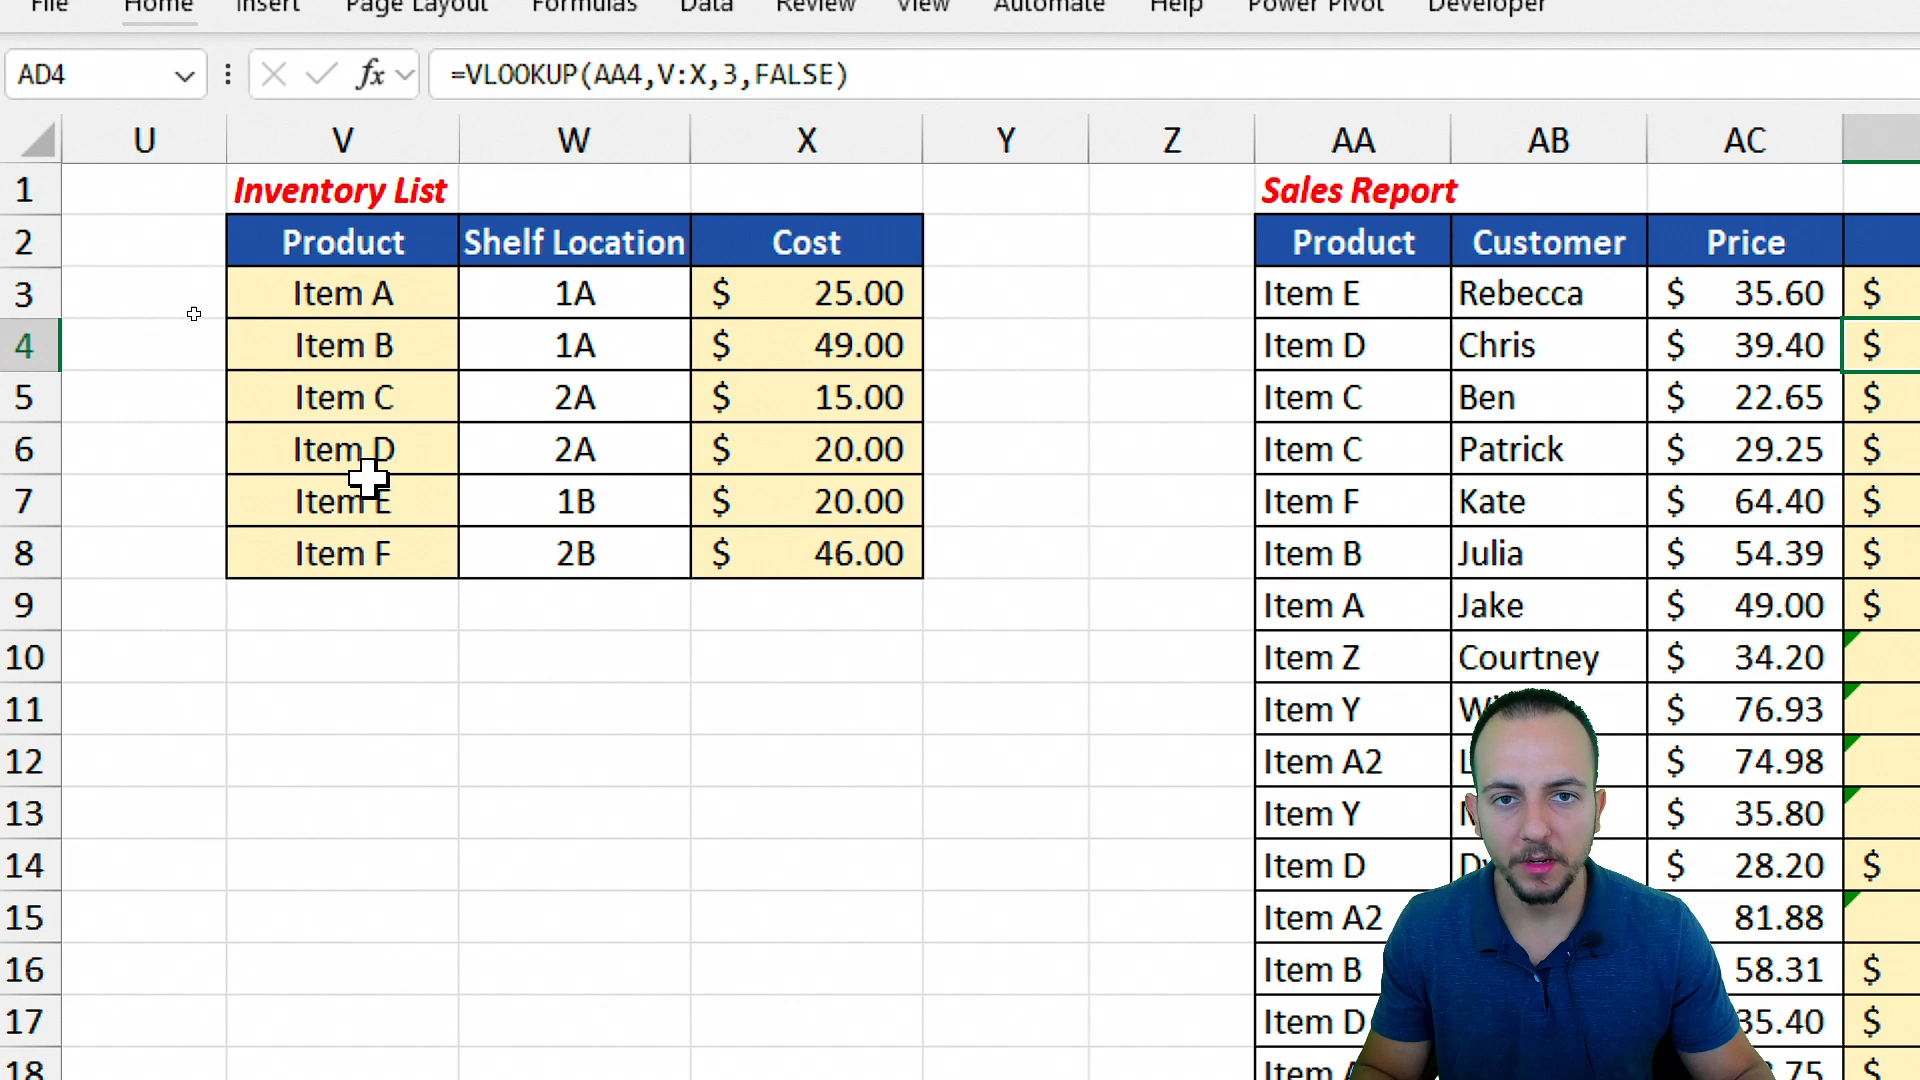 File Home Insert Page Layout Formulas Data Review View Automate Help Power Pivot Developer
AD4 fx =VLOOKUP(AA4,V:X,3,FALSE)
U V W X Y Z AA AB AC
1 Inventory List Sales Report
2 Product Shelf Location Cost Product Customer Price
3 Item A 1A $ 25.00 Item E Rebecca $ 35.60 $
4 Item B 1A $ 49.00 Item D Chris $ 39.40 $
5 Item C 2A $ 15.00 Item C Ben $ 22.65 $
6 Item D 2A $ 20.00 Item C Patrick $ 29.25 $
7 Item E 1B $ 20.00 Item F Kate $ 64.40 $
8 Item F 2B $ 46.00 Item B Julia $ 54.39 $
9 Item A Jake $ 49.00 $
10 Item Z Courtney $ 34.20
11 Item Y $ 76.93
12 Item A2 $ 74.98
13 Item Y $ 35.80
14 Item D $ 28.20 $
15 Item A2 81.88
16 Item B 58.31 $
17 Item D 35.40 $
18 Item .75 $